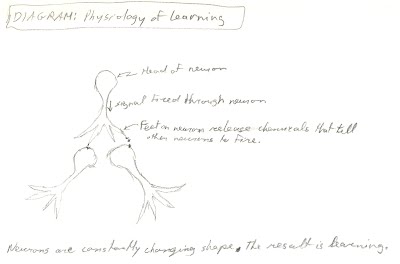 DIAGRAM: Physiology of Learning
Head of neuron
signal fired through neuron
Feet on neurons release chemicals that tell
other neurons to fire.
Neurons are constantly changing shape. The result is learning.